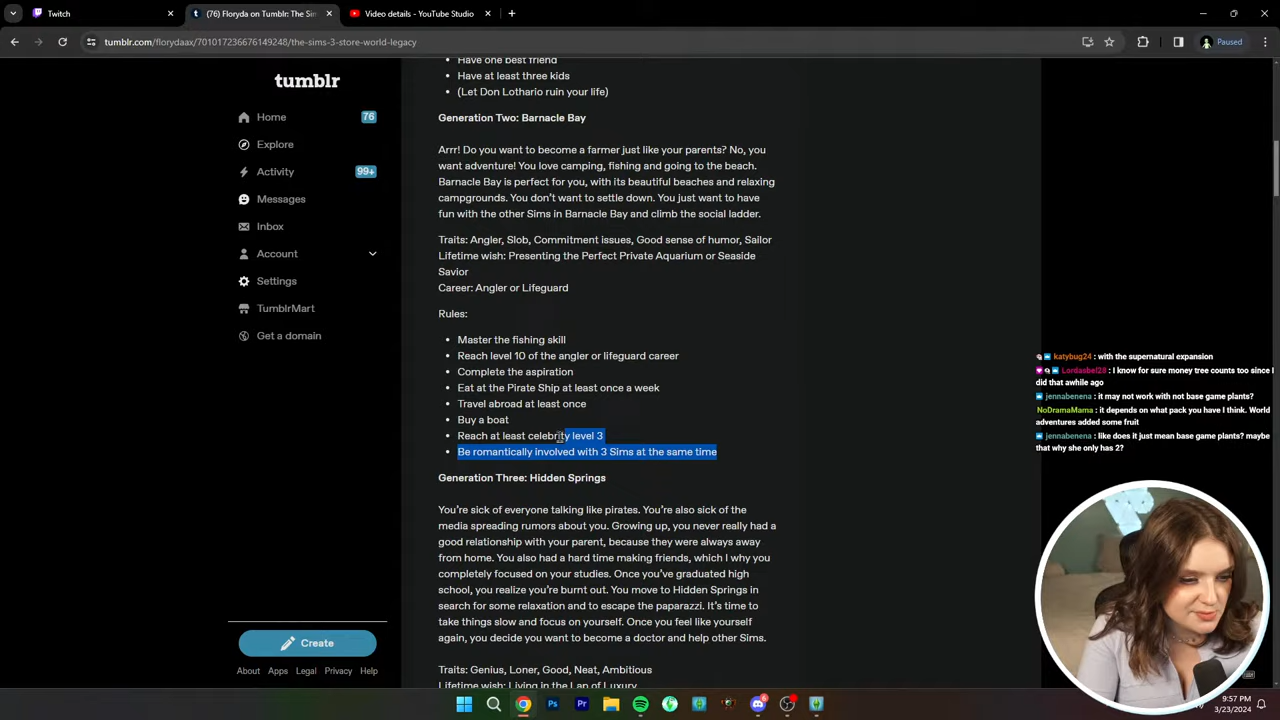 Twitch
(76) Floryda on Tumblr: The Sim
Video details - YouTube Studio
tumblr.com/florydaax/701017236676149248/the-sims-3-store-world-legacy
Paused
tumblr
Home 76
Explore
Activity 99+
Messages
Inbox
Account
Settings
TumblrMart
Get a domain
Create
About Apps Legal Privacy Help
• Have one best friend
• Have at least three kids
• (Let Don Lothario ruin your life)
Generation Two: Barnacle Bay
Arrr! Do you want to become a farmer just like your parents? No, you
want adventure! You love camping, fishing and going to the beach.
Barnacle Bay is perfect for you, with its beautiful beaches and relaxing
campgrounds. You don't want to settle down. You just want to have
fun with the other Sims in Barnacle Bay and climb the social ladder.
Traits: Angler, Slob, Commitment issues, Good sense of humor, Sailor
Lifetime wish: Presenting the Perfect Private Aquarium or Seaside
Savior
Career: Angler or Lifeguard
Rules:
• Master the fishing skill
• Reach level 10 of the angler or lifeguard career
• Complete the aspiration
• Eat at the Pirate Ship at least once a week
• Travel abroad at least once
• Buy a boat
• Reach at least celebrity level 3
• Be romantically involved with 3 Sims at the same time
Generation Three: Hidden Springs
You're sick of everyone talking like pirates. You're also sick of the
media spreading rumors about you. Growing up, you never really had a
good relationship with your parent, because they were always away
from home. You also had a hard time making friends, which I why you
completely focused on your studies. Once you've graduated high
school, you realize you're burnt out. You move to Hidden Springs in
search for some relaxation and to escape the paparazzi. It's time to
take things slow and focus on yourself. Once you feel like yourself
again, you decide you want to become a doctor and help other Sims.
Traits: Genius, Loner, Good, Neat, Ambitious
Lifetime wish: Living in the Lap of Luxury
katybug24 : with the supernatural expansion
Lordasbel28 : I know for sure money tree counts too since I
did that awhile ago
jennabenena : it may not work with not base game plants?
NoDramaMama : it depends on what pack you have I think. World
adventures added some fruit
jennabenena : like does it just mean base game plants? maybe
that why she only has 2?
9:57 PM
3/23/2024